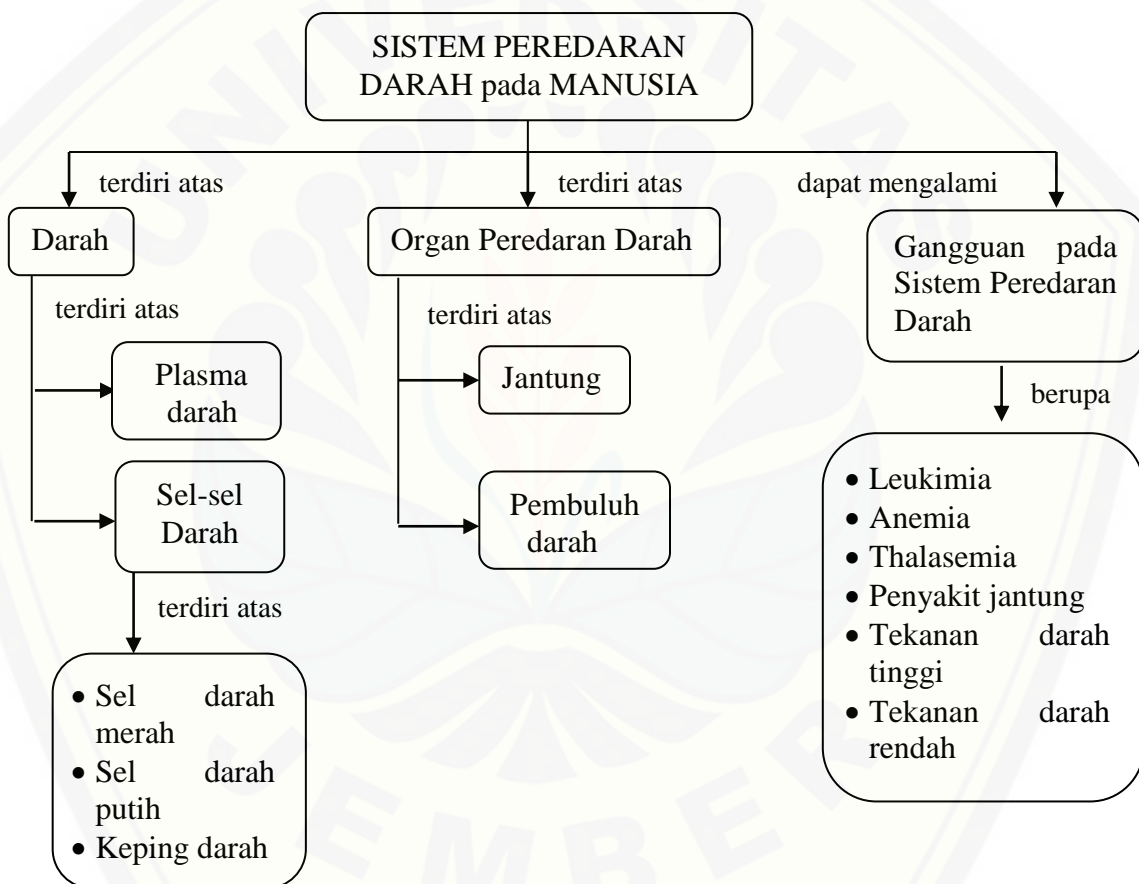 SISTEM PEREDARAN
DARAH pada MANUSIA
terdiri atas
terdiri atas
dapat mengalami
Darah
Organ Peredaran Darah
Gangguan pada
Sistem Peredaran
Darah
terdiri atas
terdiri atas
berupa
Plasma
darah
Jantung
Sel-sel
Darah
Pembuluh
darah
• Leukimia
• Anemia
• Thalasemia
• Penyakit jantung
• Tekanan darah
tinggi
• Tekanan darah
rendah
terdiri atas
• Sel darah
merah
• Sel darah
putih
• Keping darah
UNIVERSITAS
JEMBER